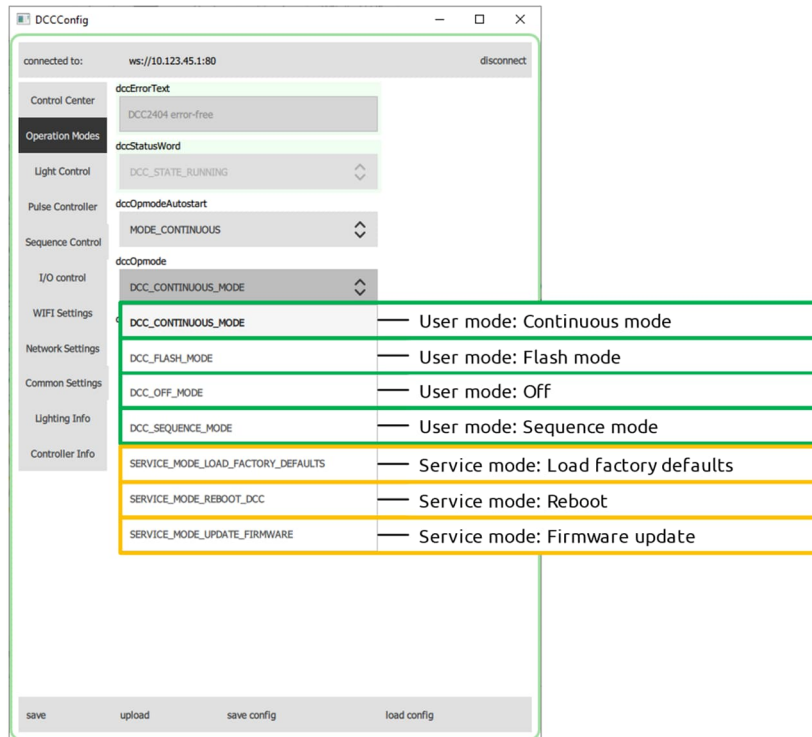 DCCConfig
connected to: ws://10.123.45.1:80 disconnect
Control Center
Operation Modes
Light Control
Pulse Controller
Sequence Control
I/O control
WIFI Settings
Network Settings
Common Settings
Lighting Info
Controller Info
dccErrorText
DCC2404 error-free
dccStatusWord
DCC_STATE_RUNNING
dccOpmodeAutostart
MODE_CONTINUOUS
dccOpmode
DCC_CONTINUOUS_MODE
DCC_CONTINUOUS_MODE User mode: Continuous mode
DCC_FLASH_MODE User mode: Flash mode
DCC_OFF_MODE User mode: Off
DCC_SEQUENCE_MODE User mode: Sequence mode
SERVICE_MODE_LOAD_FACTORY_DEFAULTS Service mode: Load factory defaults
SERVICE_MODE_REBOOT_DCC Service mode: Reboot
SERVICE_MODE_UPDATE_FIRMWARE Service mode: Firmware update
save upload save config load config